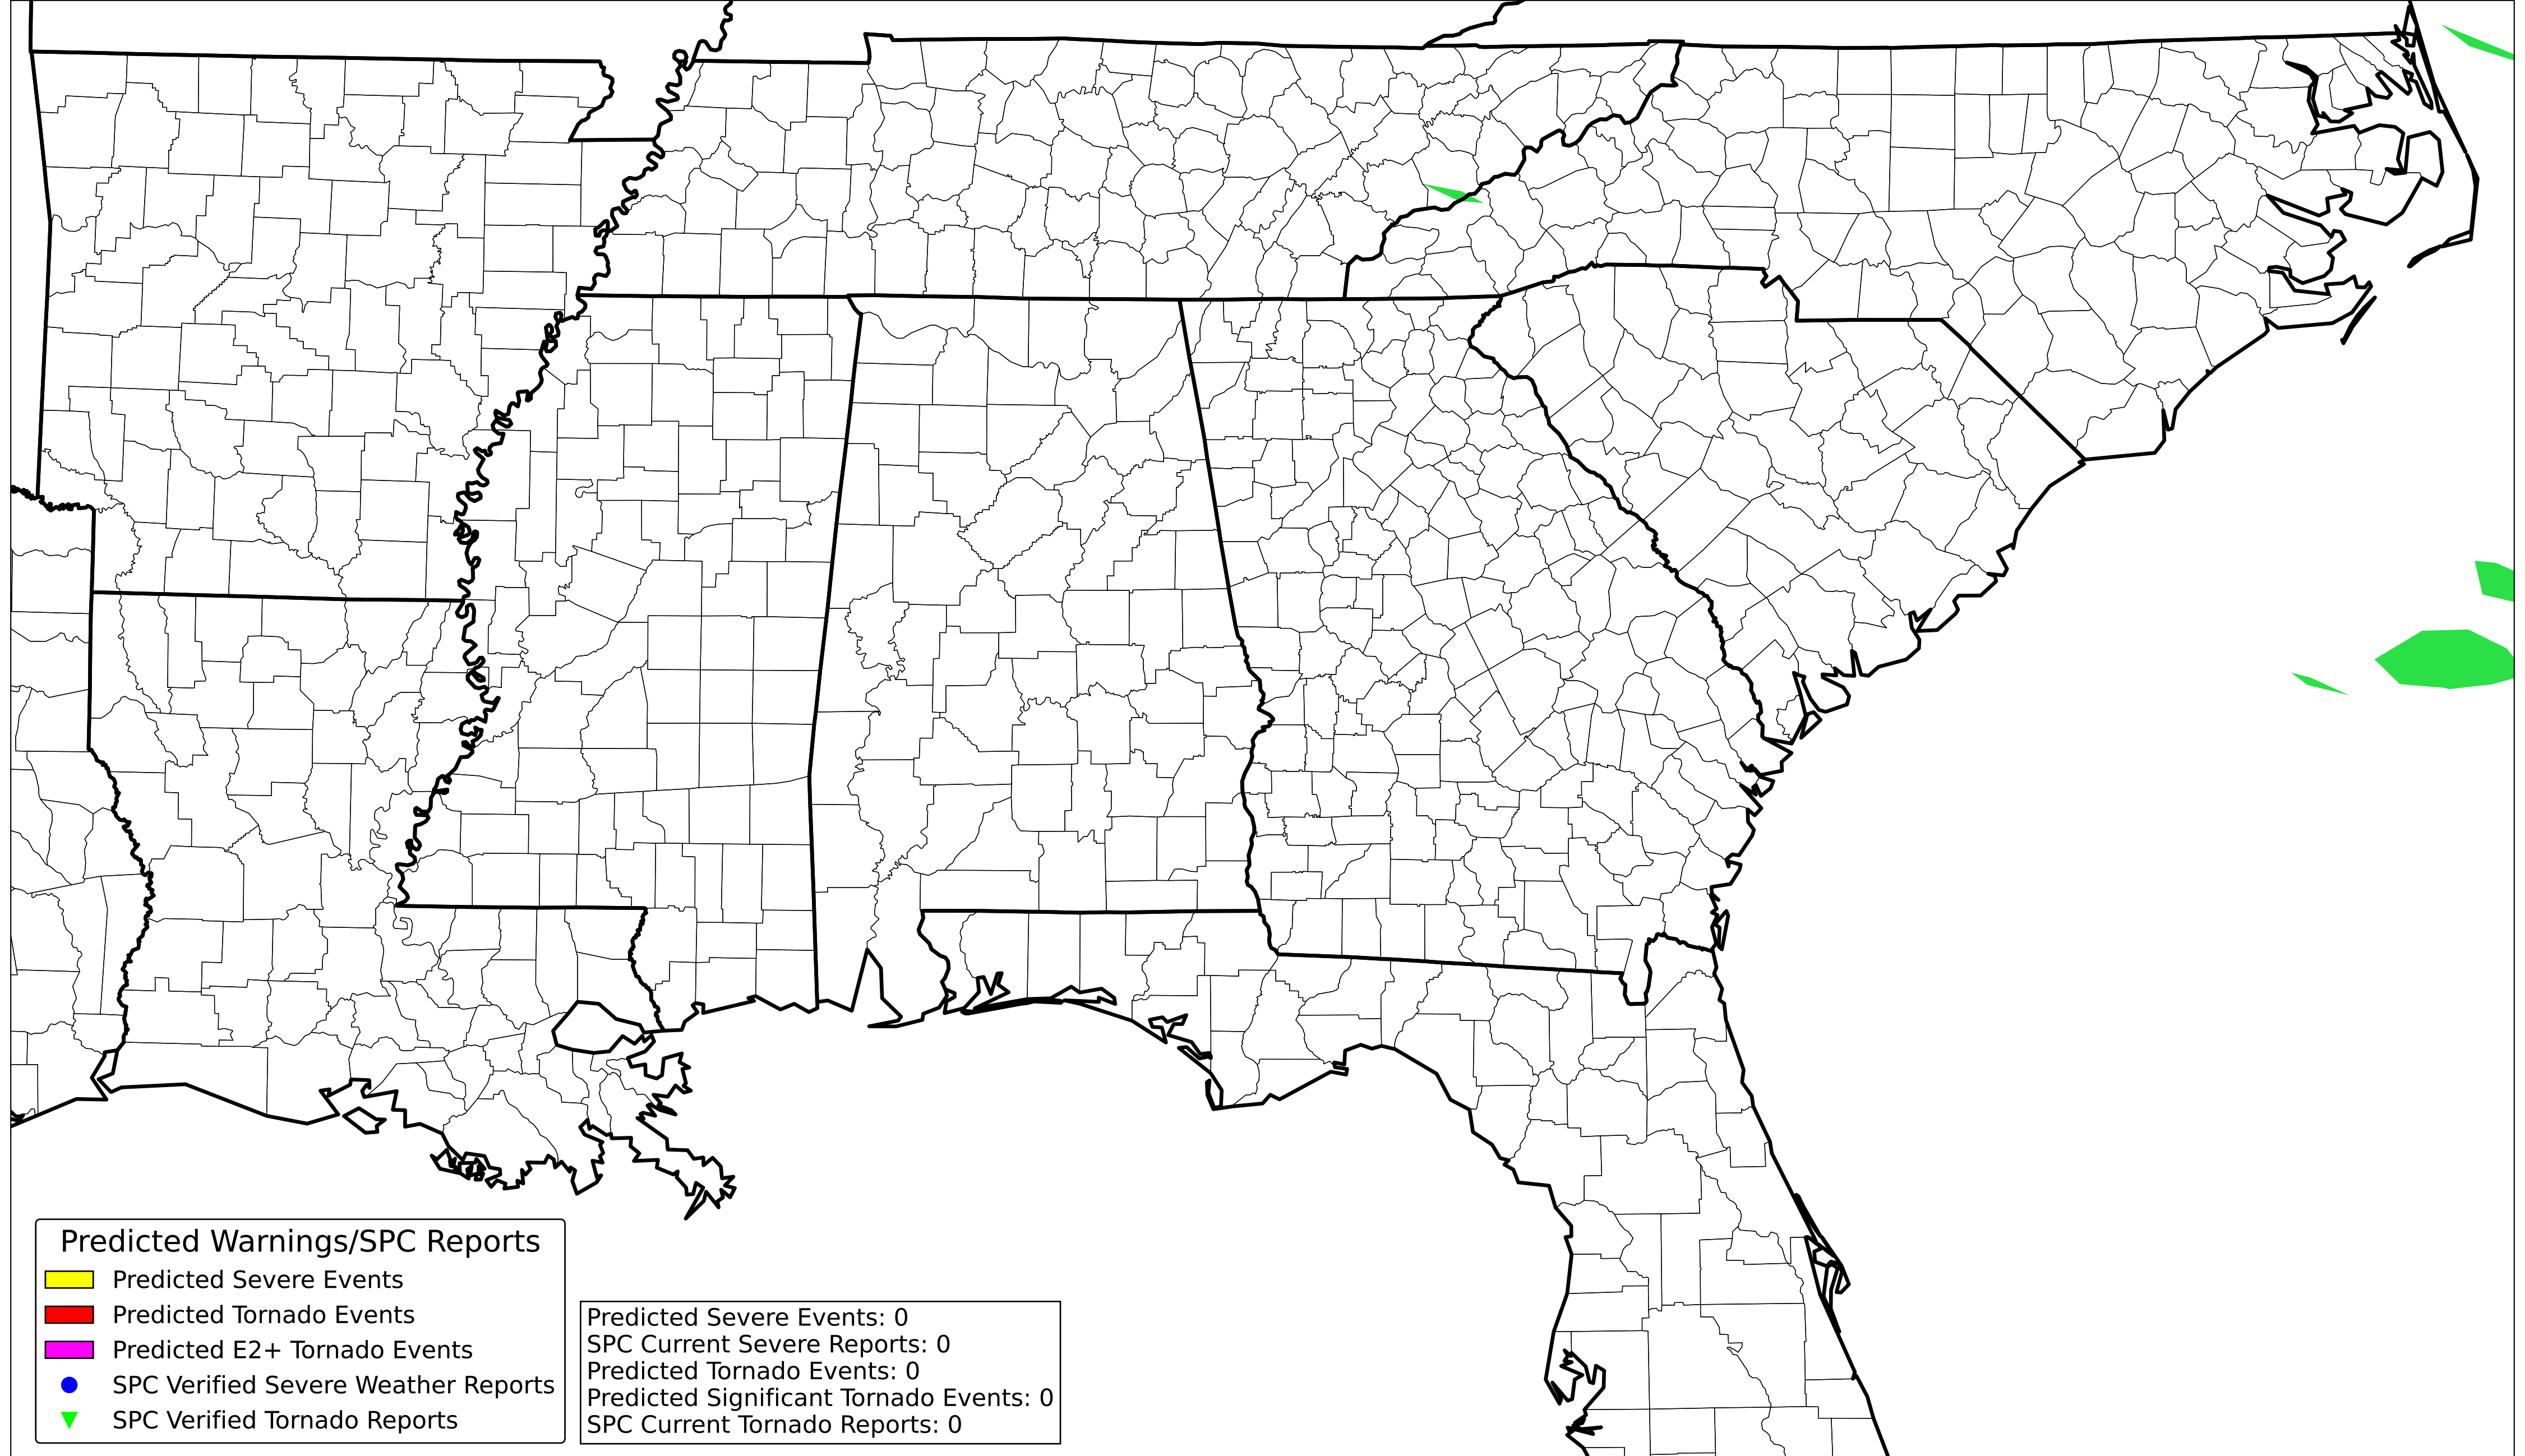 Predicted Warnings/SPC Reports
Predicted Severe Events
Predicted Tornado Events
Predicted E2+ Tornado Events
SPC Verified Severe Weather Reports
SPC Verified Tornado Reports
Predicted Severe Events: 0
SPC Current Severe Reports: 0
Predicted Tornado Events: 0
Predicted Significant Tornado Events: 0
SPC Current Tornado Reports: 0